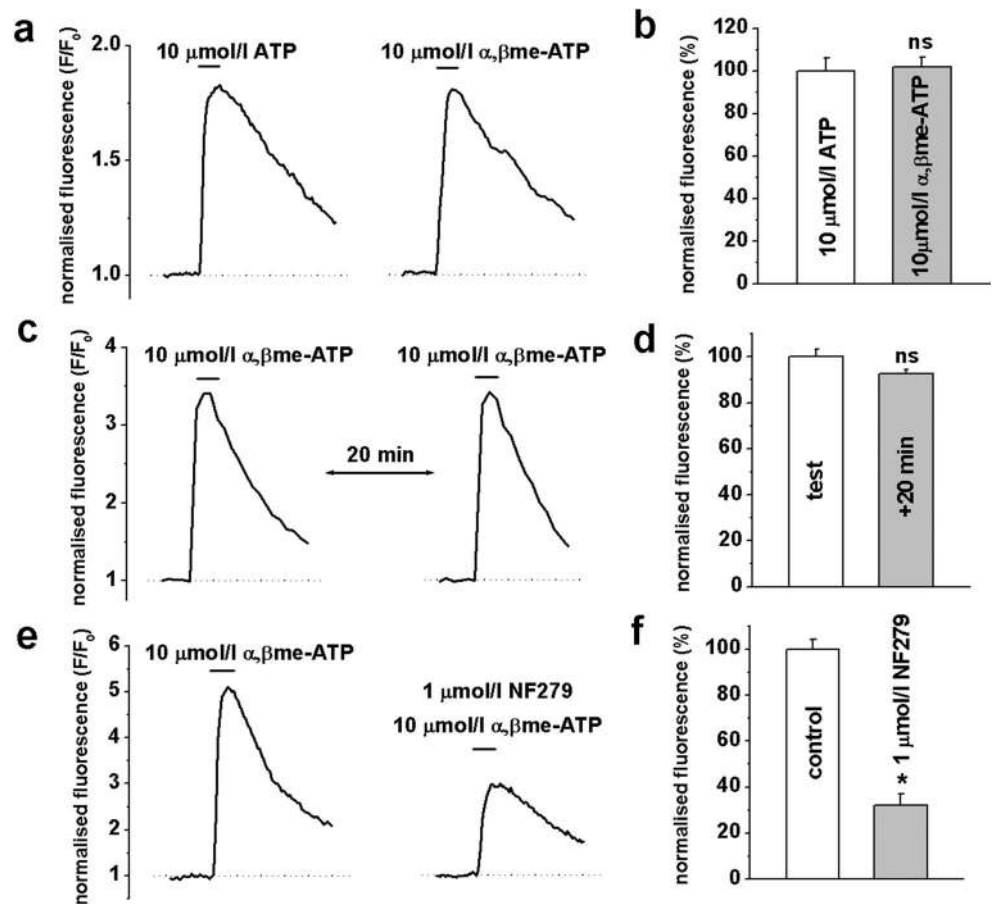 a
normalised fluorescence (F/F₀)
2.0
1.5
1.0
10 μmol/l ATP
10 μmol/l α,βme-ATP
b
normalised fluorescence (%)
120
100
80
60
40
20
0
10 μmol/l ATP
ns
10μmol/l α,βme-ATP
c
normalised fluorescence (F/F₀)
4
3
2
1
10 μmol/l α,βme-ATP
10 μmol/l α,βme-ATP
20 min
d
normalised fluorescence (%)
100
80
60
40
20
0
test
ns
+20 min
e
normalised fluorescence (F/F₀)
6
5
4
3
2
1
10 μmol/l α,βme-ATP
1 μmol/l NF279
10 μmol/l α,βme-ATP
f
normalised fluorescence (%)
100
80
60
40
20
0
control
* 1 μmol/l NF279